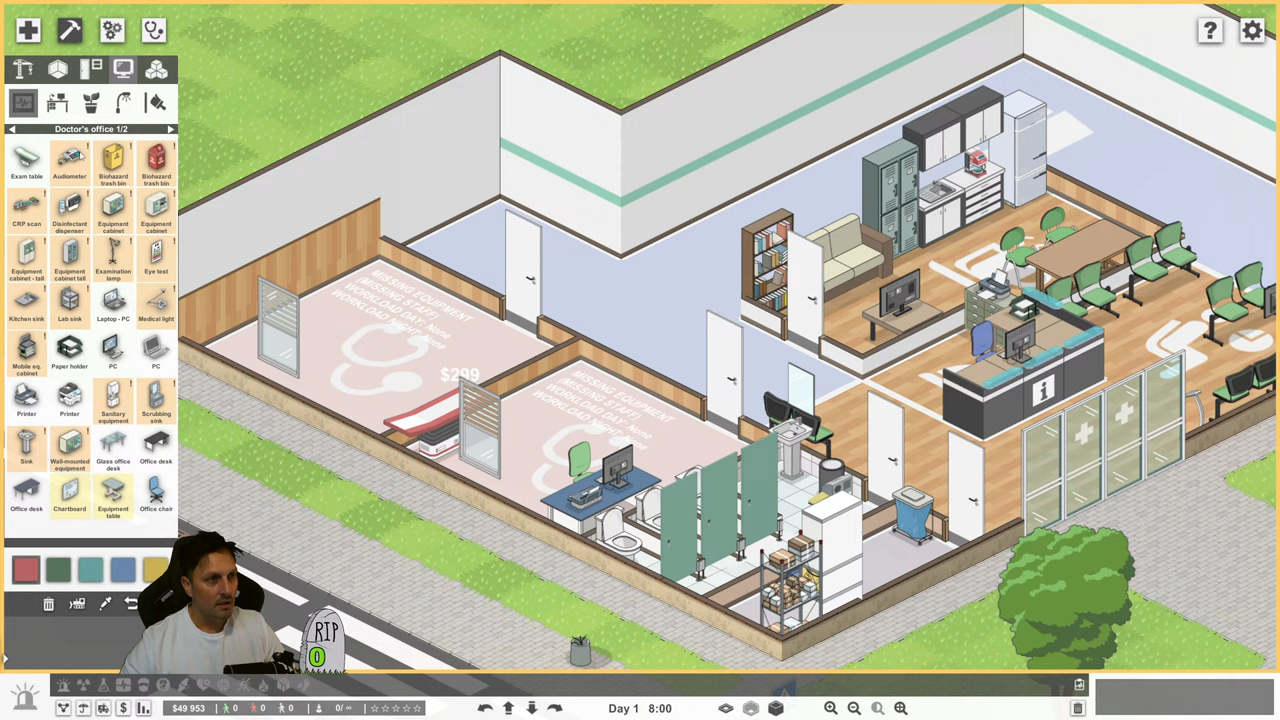 ?
Doctor's office 1/2
Exam table
Audiometer
Biohazard trash bin
Biohazard trash bin
CRP scan
Disinfectant dispenser
Equipment cabinet
Equipment cabinet
Equipment cabinet - tall
Equipment cabinet tall
Examination lamp
Eye test
Kitchen sink
Lab sink
Laptop - PC
Medical light
Mobile eq. cabinet
Paper holder
PC
PC
Printer
Printer
Sanitary equipment
Scrubbing sink
Sink
Wall-mounted equipment
Glass office desk
Office desk
Office desk
Chartboard
Equipment table
Office chair
MISSING EQUIPMENT
(MISSING STAFF)
WORKLOAD DAY: None
WORKLOAD NIGHT: None
$299
MISSING EQUIPMENT
(MISSING STAFF)
WORKLOAD DAY: None
i
RIP
0
$49 953
0
0
0
0/∞
Day 1 8:00